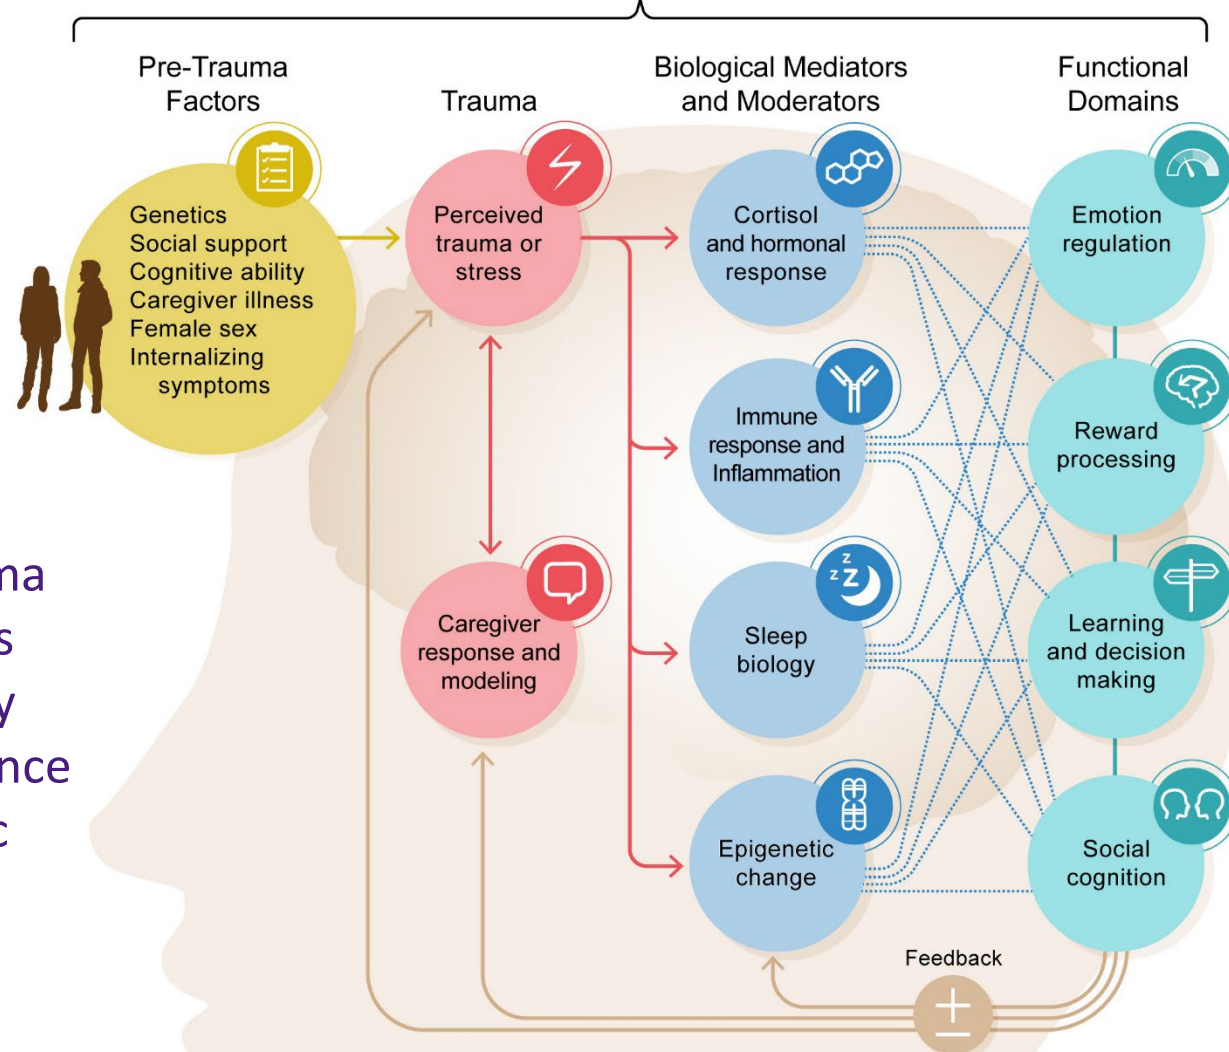 Pre-Trauma
Factors
Trauma
Biological Mediators
and Moderators
Functional
Domains
Genetics
Social support
Cognitive ability
Caregiver illness
Female sex
Internalizing
symptoms
Perceived
trauma or
stress
Caregiver
response and
modeling
Cortisol
and hormonal
response
Immune
response and
Inflammation
z z Z
Sleep
biology
Epigenetic
change
Emotion
regulation
Reward
processing
Learning
and decision
making
Social
cognition
Feedback
+
−
ma
s
y
nce
c